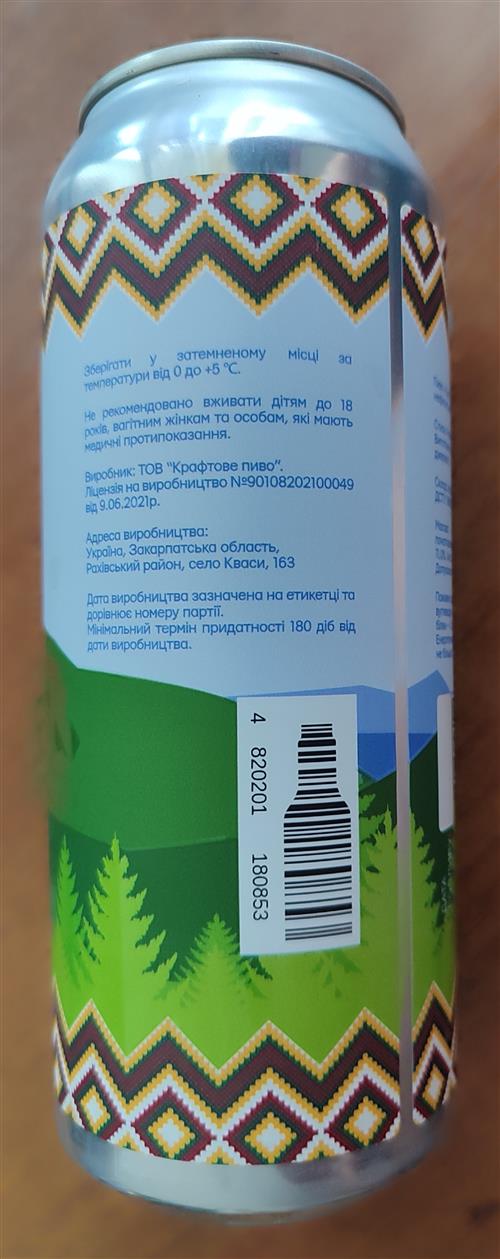 Зберігати у затемненому місці за
температури від 0 до +5 °С.
Не рекомендовано вживати дітям до 18
років, вагітним жінкам та особам, які мають
медичні протипоказання.
Виробник: ТОВ "Крафтове пиво".
Ліцензія на виробництво №90108202100049
від 9.06.2021р.
Адреса виробництва:
Україна, Закарпатська область,
Рахівський район, село Кваси, 163
Дата виробництва зазначена на етикетці та
дорівнює номеру партії.
Мінімальний термін придатності 180 діб від
дати виробництва.
4 820201 180853